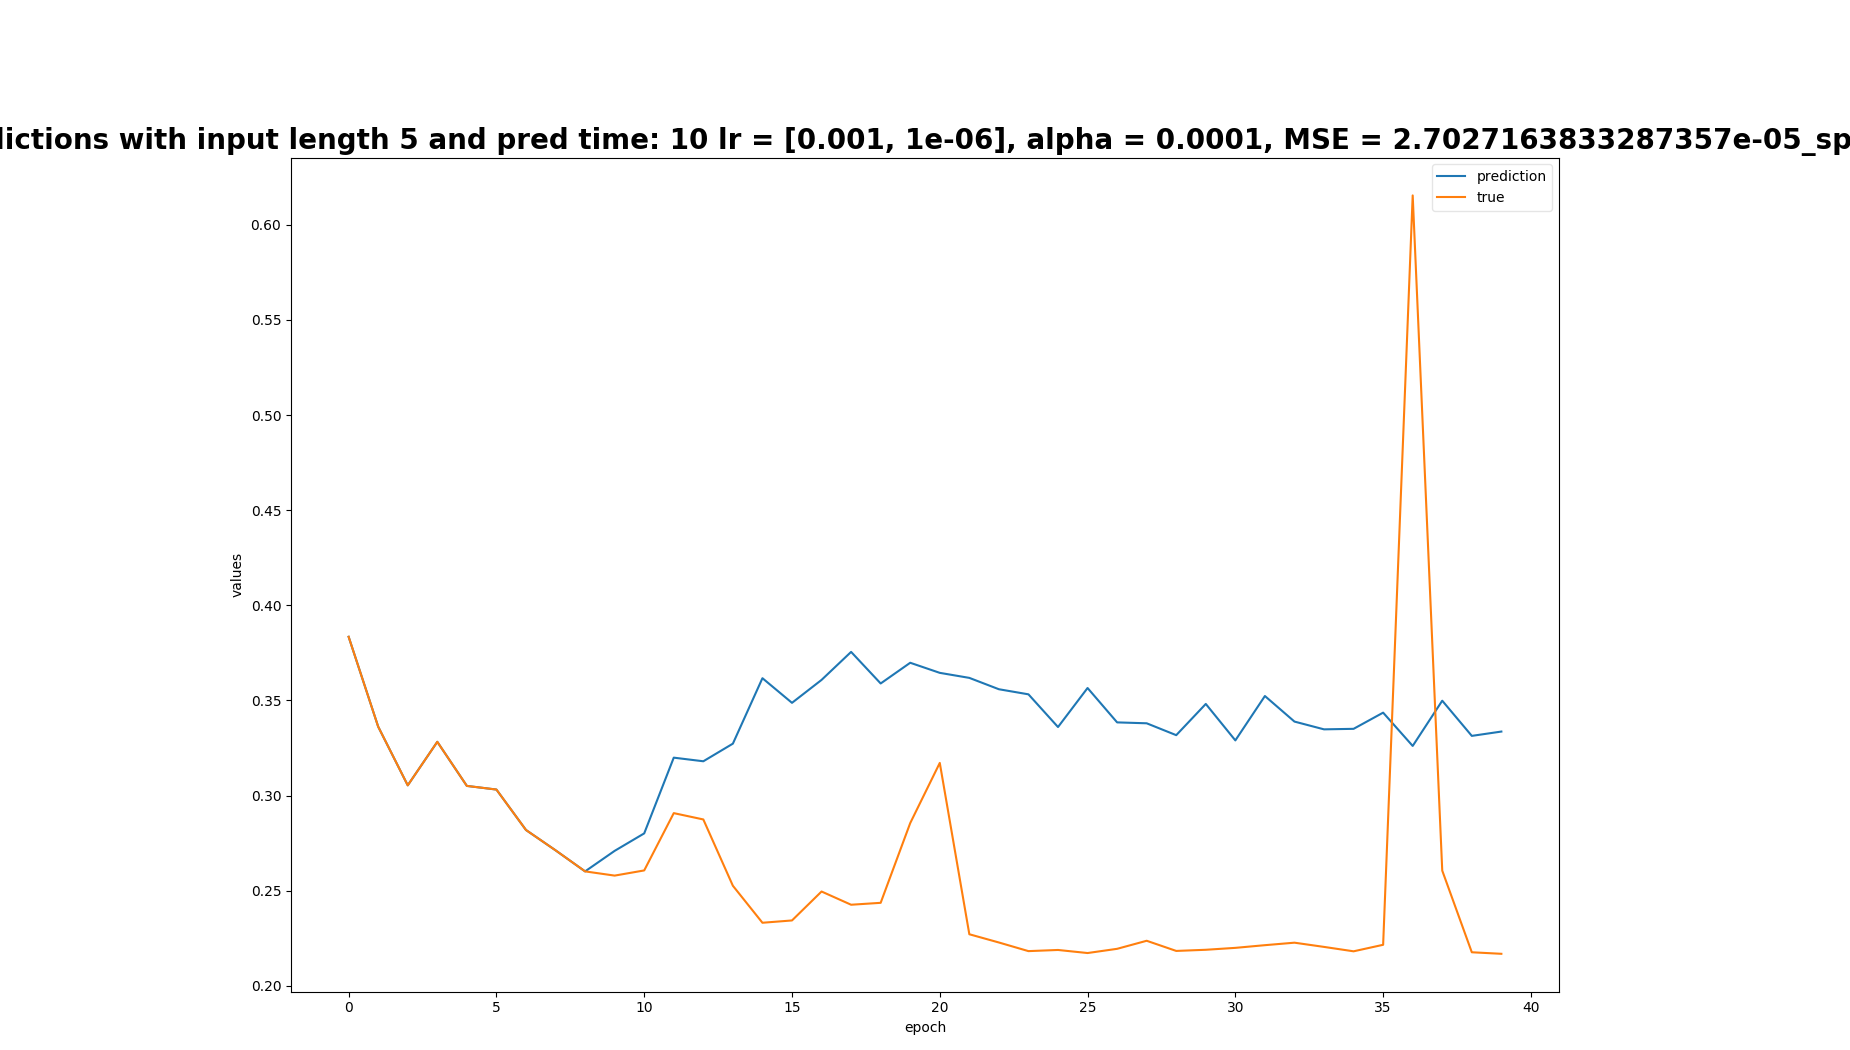 dictions with input length 5 and pred time: 10 lr = [0.001, 1e-06], alpha = 0.0001, MSE = 2.7027163833287357e-05_sp
prediction
true
0.60
0.55
0.50
0.45
0.40
0.35
0.30
0.25
0.20
values
0 5 10 15 20 25 30 35 40
epoch